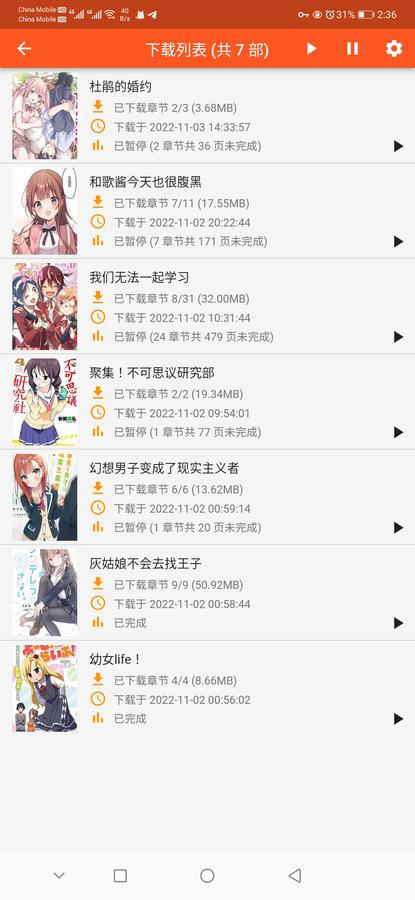 China Mobile HD
China Mobile HD
46 46 40 B/s 31% 2:36
下载列表 (共 7 部)
杜鹃的婚约
已下载章节 2/3 (3.68MB)
下载于 2022-11-03 14:33:57
已暂停 (2 章节共 36 页未完成)
和歌酱今天也很腹黑
已下载章节 7/11 (17.55MB)
下载于 2022-11-02 20:22:44
已暂停 (7 章节共 171 页未完成)
我们无法一起学习
已下载章节 8/31 (32.00MB)
下载于 2022-11-02 10:31:44
已暂停 (24 章节共 479 页未完成)
聚集！不可思议研究部
已下载章节 2/2 (19.34MB)
下载于 2022-11-02 09:54:01
已暂停 (1 章节共 77 页未完成)
幻想男子变成了现实主义者
已下载章节 6/6 (13.62MB)
下载于 2022-11-02 00:59:14
已暂停 (1 章节共 20 页未完成)
灰姑娘不会去找王子
已下载章节 9/9 (50.92MB)
下载于 2022-11-02 00:58:44
已完成
幼女life！
已下载章节 4/4 (8.66MB)
下载于 2022-11-02 00:56:02
已完成